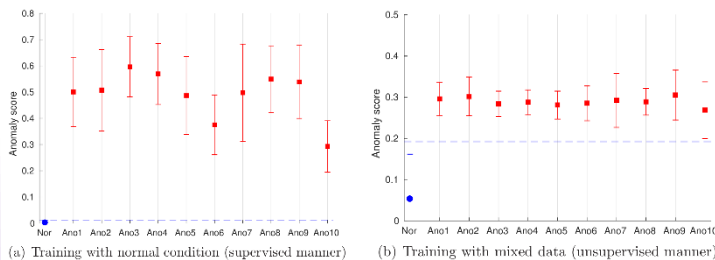 0.8
0.7
0.6
0.5
0.4
0.3
0.2
0.1
0
Anomaly score
Nor Ano1 Ano2 Ano3 Ano4 Ano5 Ano6 Ano7 Ano8 Ano9 Ano10
(a) Training with normal condition (supervised manner)
0.5
0.4
0.3
0.2
0.1
0
Anomaly score
Nor Ano1 Ano2 Ano3 Ano4 Ano5 Ano6 Ano7 Ano8 Ano9 Ano10
(b) Training with mixed data (unsupervised manner)